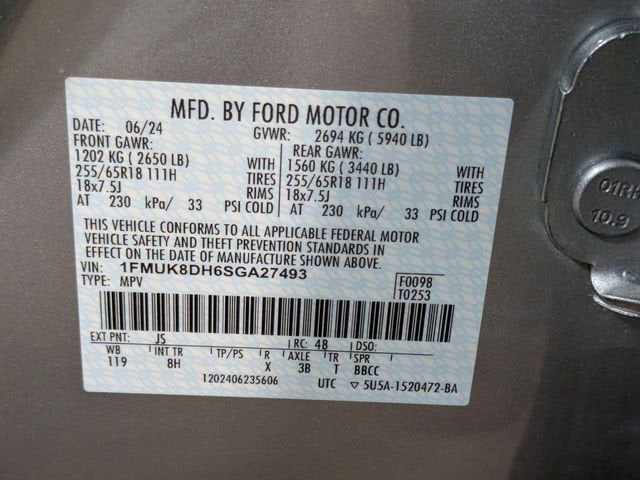 MFD. BY FORD MOTOR CO.
DATE: 06/24 GVWR: 2694 KG ( 5940 LB)
FRONT GAWR: REAR GAWR:
1202 KG ( 2650 LB) 1560 KG ( 3440 LB) WITH
255/65R18 111H TIRES 255/65R18 111H TIRES
18x7.5J RIMS 18x7.5J RIMS
AT 230 kPa/ 33 PSI COLD AT 230 kPa/ 33 PSI COLD
THIS VEHICLE CONFORMS TO ALL APPLICABLE FEDERAL MOTOR
VEHICLE SAFETY AND THEFT PREVENTION STANDARDS IN
EFFECT ON THE DATE OF MANUFACTURE SHOWN ABOVE.
VIN: 1FMUK8DH6SGA27493 F0098
TYPE: MPV T0253
EXT PNT: JS RC: 48 DSO:
WB INT TR TP/PS R AXLE TR SPR
119 8H X 3B T BBCC
1202406235606 UTC 5U5A-1520472-BA
10.9